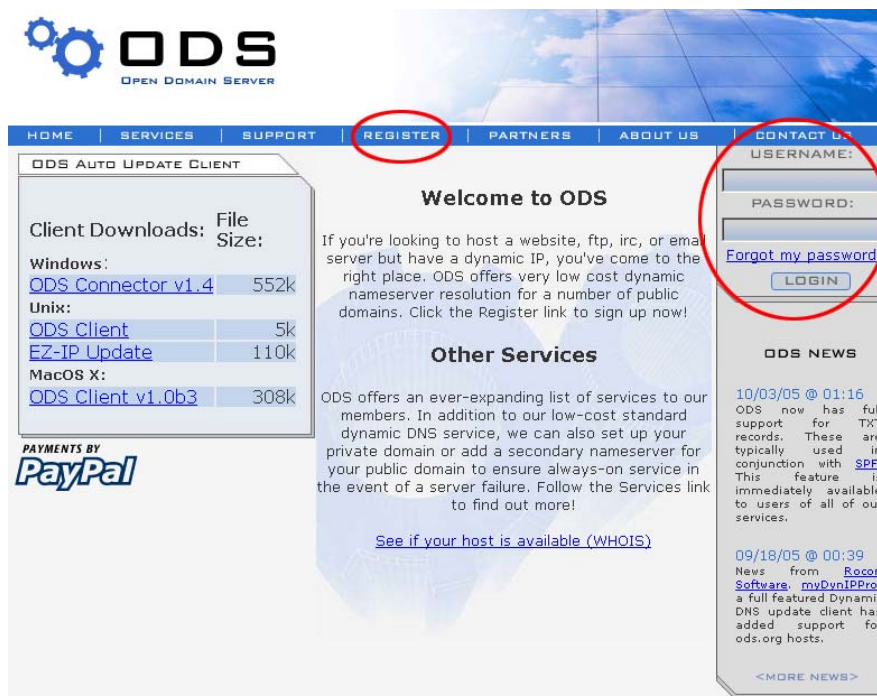 ODS
OPEN DOMAIN SERVER
HOME | SERVICES | SUPPORT | REGISTER | PARTNERS | ABOUT US | CONTACT US
ODS AUTO UPDATE CLIENT
Client Downloads: File Size:
Windows:
ODS Connector v1.4 552k
Unix:
ODS Client 5k
EZ-IP Update 110k
MacOS X:
ODS Client v1.0b3 308k
PAYMENTS BY
PayPal
Welcome to ODS
If you're looking to host a website, ftp, irc, or email
server but have a dynamic IP, you've come to the
right place. ODS offers very low cost dynamic
nameserver resolution for a number of public
domains. Click the Register link to sign up now!
Other Services
ODS offers an ever-expanding list of services to our
members. In addition to our low-cost standard
dynamic DNS service, we can also set up your
private domain or add a secondary nameserver for
your public domain to ensure always-on service in
the event of a server failure. Follow the Services link
to find out more!
See if your host is available (WHOIS)
USERNAME:
PASSWORD:
Forgot my password
LOGIN
ODS NEWS
10/03/05 @ 01:16
ODS now has ful
support for TXT
records. These are
typically used in
conjunction with SPF.
This feature is
immediately available
to users of all of ou
services.
09/18/05 @ 00:39
News from Rocon
Software. myDynIPPro,
a full featured Dynami
DNS update client has
added support fo
ods.org hosts.
<MORE NEWS>